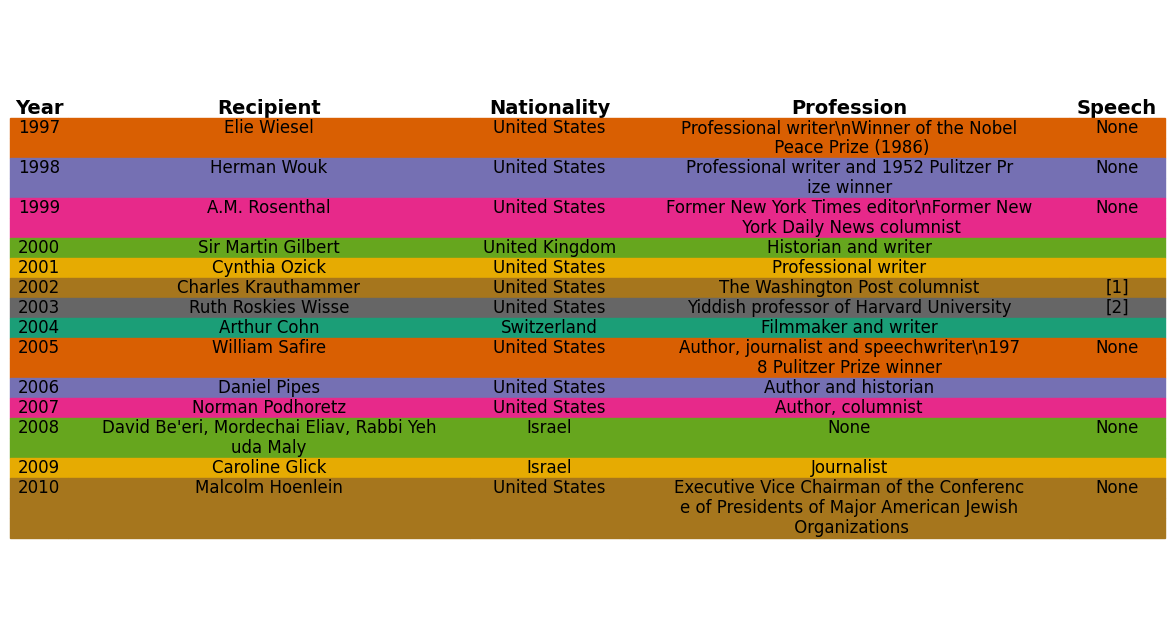 Year Recipient Nationality Profession Speech
1997 Elie Wiesel United States Professional writer\nWinner of the Nobel None
Peace Prize (1986)
1998 Herman Wouk United States Professional writer and 1952 Pulitzer Pr None
ize winner
1999 A.M. Rosenthal United States Former New York Times editor\nFormer New None
York Daily News columnist
2000 Sir Martin Gilbert United Kingdom Historian and writer
2001 Cynthia Ozick United States Professional writer
2002 Charles Krauthammer United States The Washington Post columnist [1]
2003 Ruth Roskies Wisse United States Yiddish professor of Harvard University [2]
2004 Arthur Cohn Switzerland Filmmaker and writer
2005 William Safire United States Author, journalist and speechwriter\n197 None
8 Pulitzer Prize winner
2006 Daniel Pipes United States Author and historian
2007 Norman Podhoretz United States Author, columnist
2008 David Be'eri, Mordechai Eliav, Rabbi Yeh Israel None None
uda Maly
2009 Caroline Glick Israel Journalist
2010 Malcolm Hoenlein United States Executive Vice Chairman of the Conferenc None
e of Presidents of Major American Jewish
Organizations